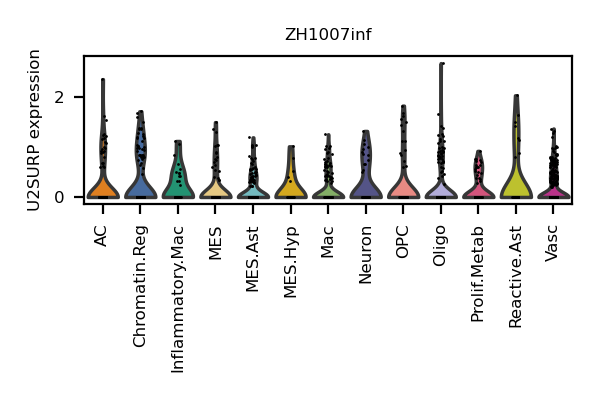 ZH1007inf
U2SURP expression
2
0
AC
Chromatin.Reg
Inflammatory.Mac
MES
MES.Ast
MES.Hyp
Mac
Neuron
OPC
Oligo
Prolif.Metab
Reactive.Ast
Vasc